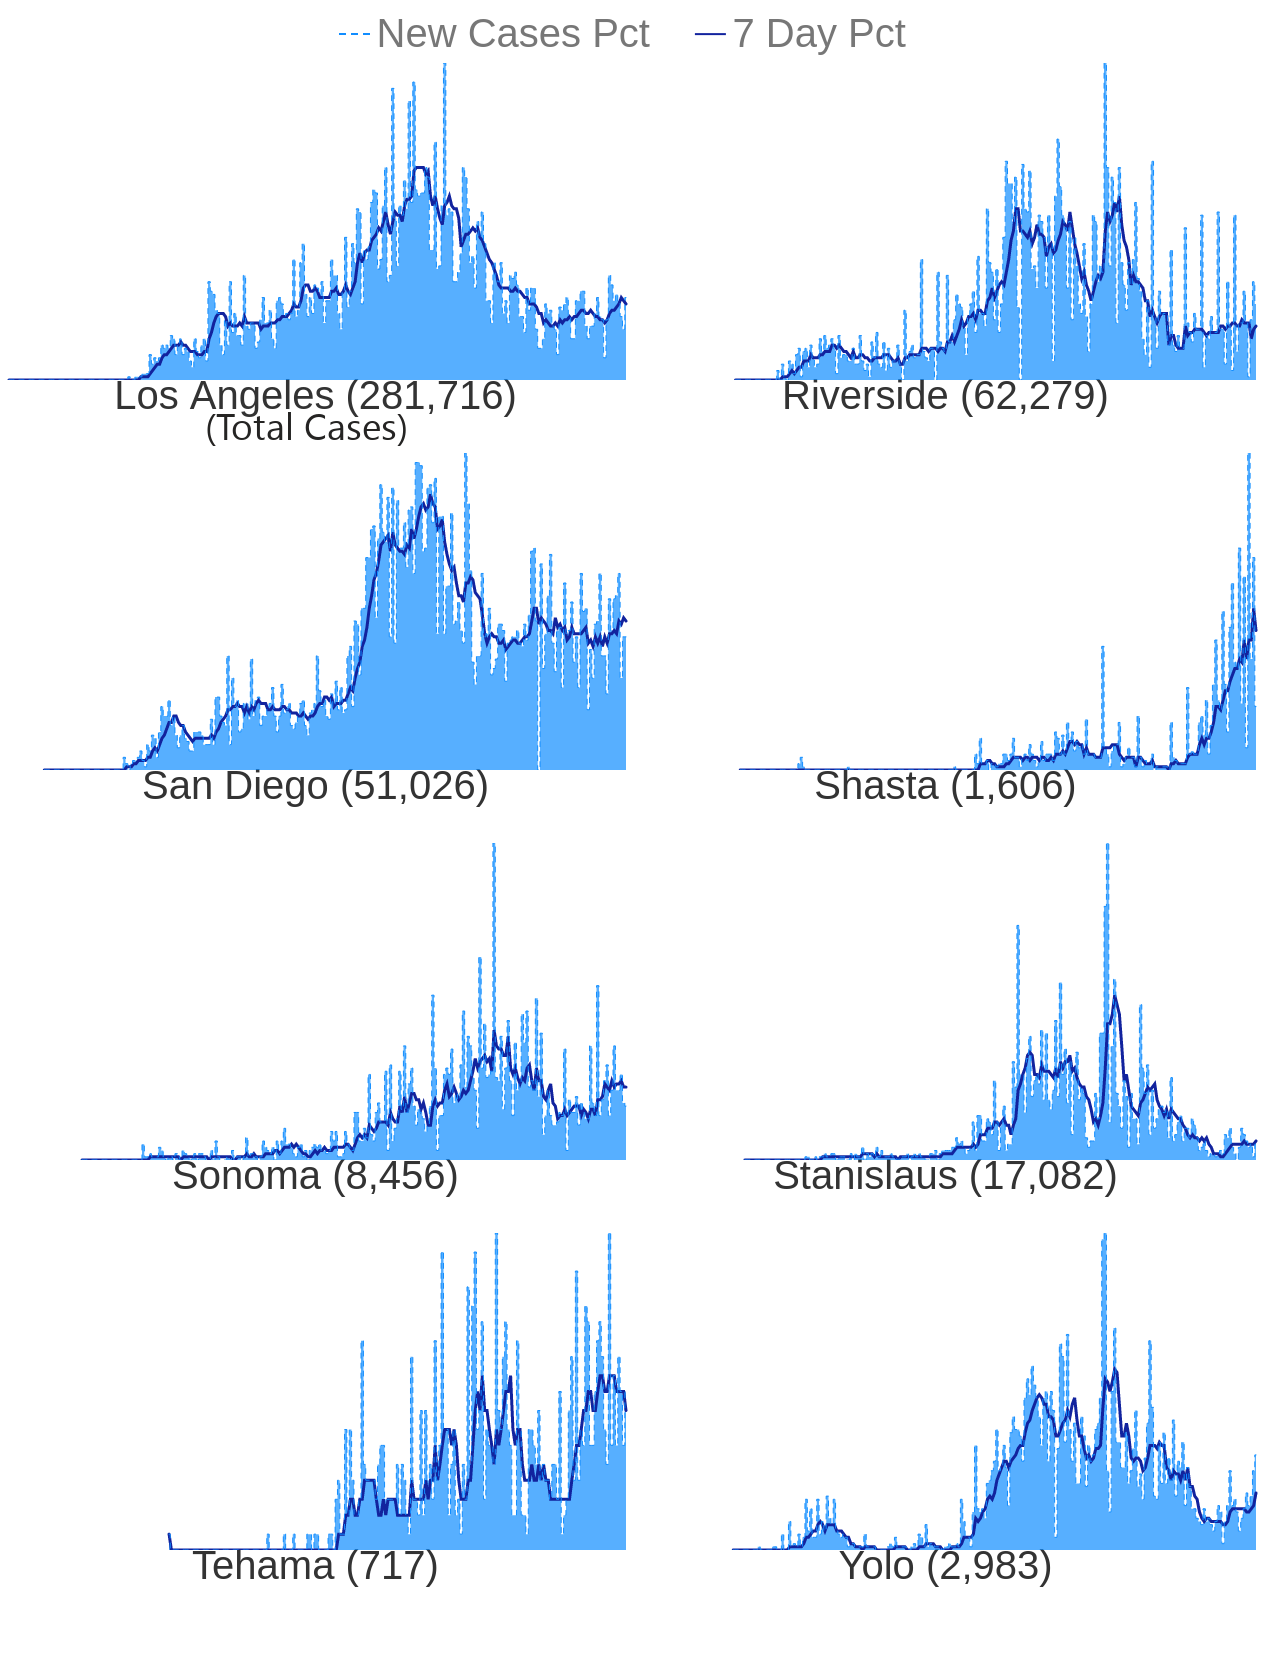 New Cases Pct 7 Day Pct
Los Angeles (281,716) Riverside (62,279)
(Total Cases)
San Diego (51,026) Shasta (1,606)
Sonoma (8,456) Stanislaus (17,082)
Tehama (717) Yolo (2,983)